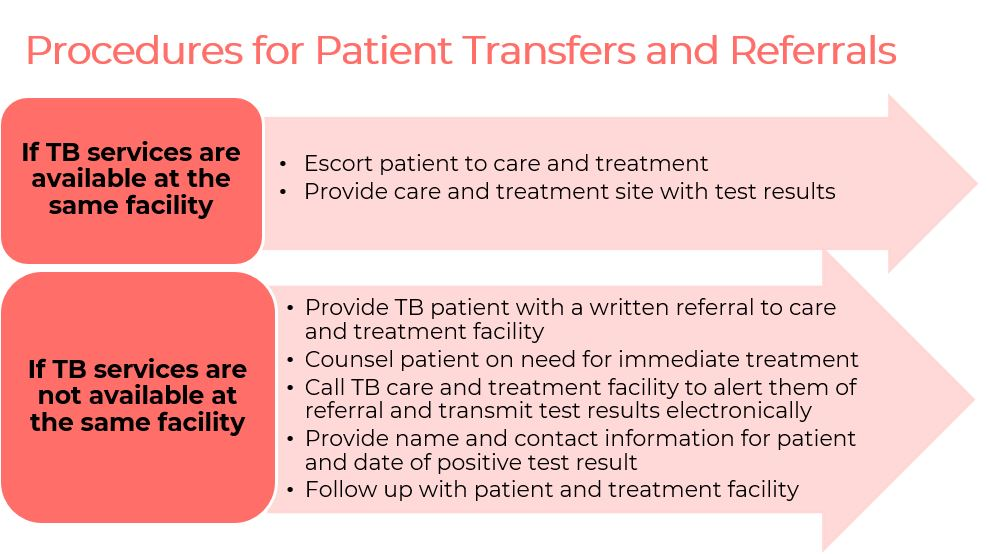 Procedures for Patient Transfers and Referrals
If TB services are
available at the
same facility
• Escort patient to care and treatment
• Provide care and treatment site with test results
If TB services are
not available at
the same facility
• Provide TB patient with a written referral to care
and treatment facility
• Counsel patient on need for immediate treatment
• Call TB care and treatment facility to alert them of
referral and transmit test results electronically
• Provide name and contact information for patient
and date of positive test result
• Follow up with patient and treatment facility